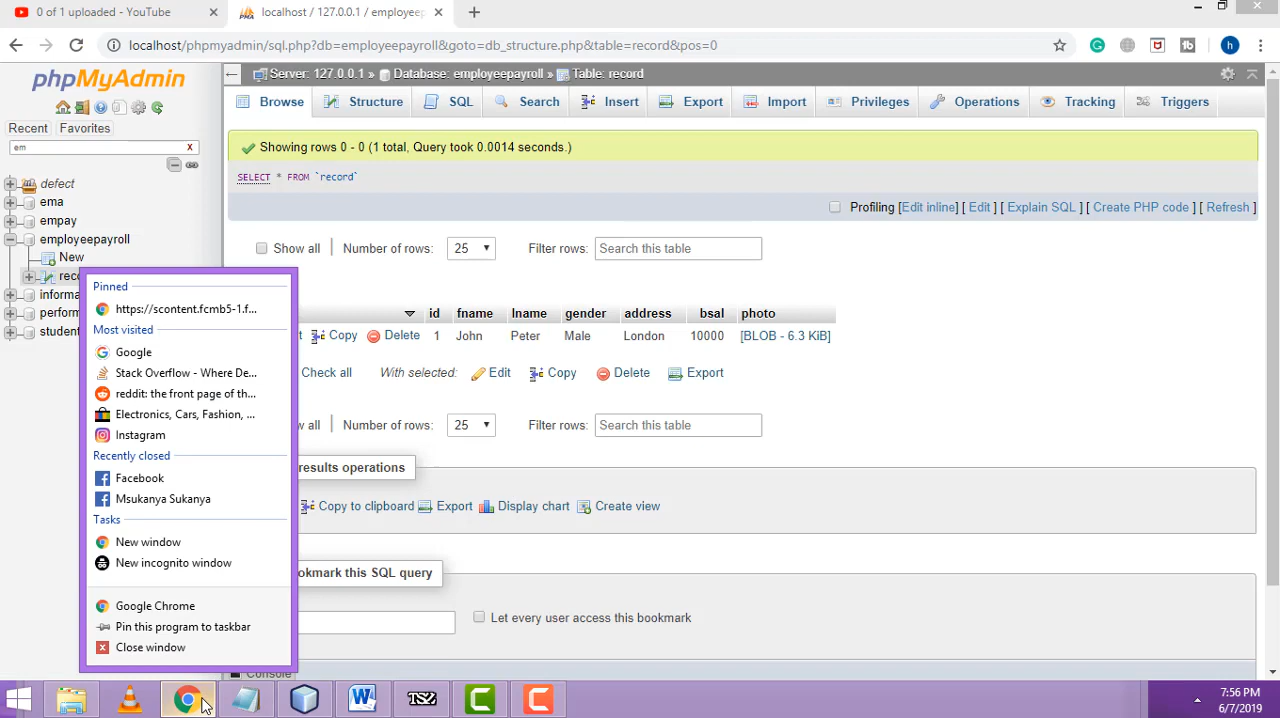 0 of 1 uploaded - YouTube
localhost / 127.0.0.1 / employeep
localhost/phpmyadmin/sql.php?db=employeepayroll&goto=db_structure.php&table=record&pos=0
h
phpMyAdmin
Recent Favorites
em X
defect
ema
empay
employeepayroll
New
reco
informa
perform
student
Server: 127.0.0.1 » Database: employeepayroll » Table: record
Browse Structure SQL Search Insert Export Import Privileges Operations Tracking Triggers
Showing rows 0 - 0 (1 total, Query took 0.0014 seconds.)
SELECT * FROM `record`
Profiling [Edit inline] [ Edit ] [ Explain SQL ] [ Create PHP code ] [ Refresh ]
Show all Number of rows: 25 Filter rows: Search this table
id fname lname gender address bsal photo
t Copy Delete 1 John Peter Male London 10000 [BLOB - 6.3 KiB]
Check all With selected: Edit Copy Delete Export
w all Number of rows: 25 Filter rows: Search this table
results operations
Copy to clipboard Export Display chart Create view
okmark this SQL query
Let every user access this bookmark
Console
Pinned
https://scontent.fcmb5-1.f...
Most visited
Google
Stack Overflow - Where De...
reddit: the front page of th...
Electronics, Cars, Fashion, ...
Instagram
Recently closed
Facebook
Msukanya Sukanya
Tasks
New window
New incognito window
Google Chrome
Pin this program to taskbar
Close window
TS2
7:56 PM
6/7/2019